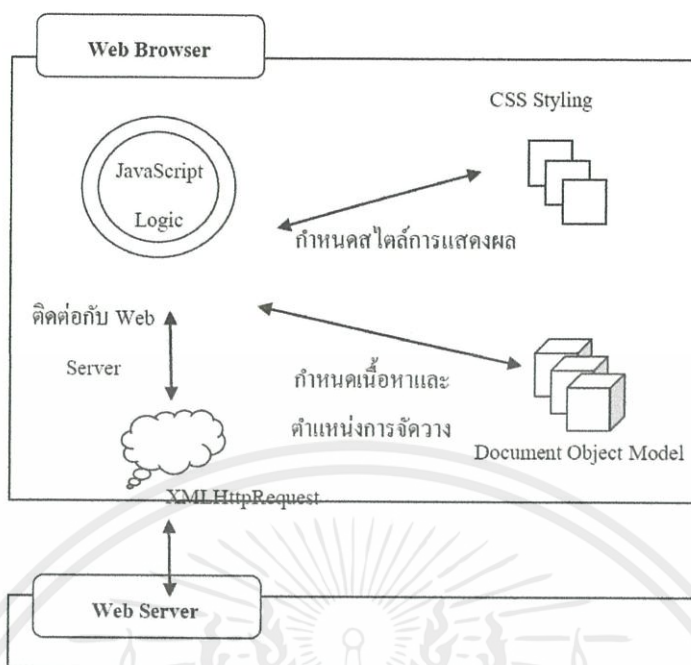 Web Browser
CSS Styling
JavaScript
Logic
กำหนดสไตล์การแสดงผล
ติดต่อกับ Web
Server
กำหนดเนื้อหาและ
ตำแหน่งการจัดวาง
Document Object Model
XMLHttpRequest
Web Server